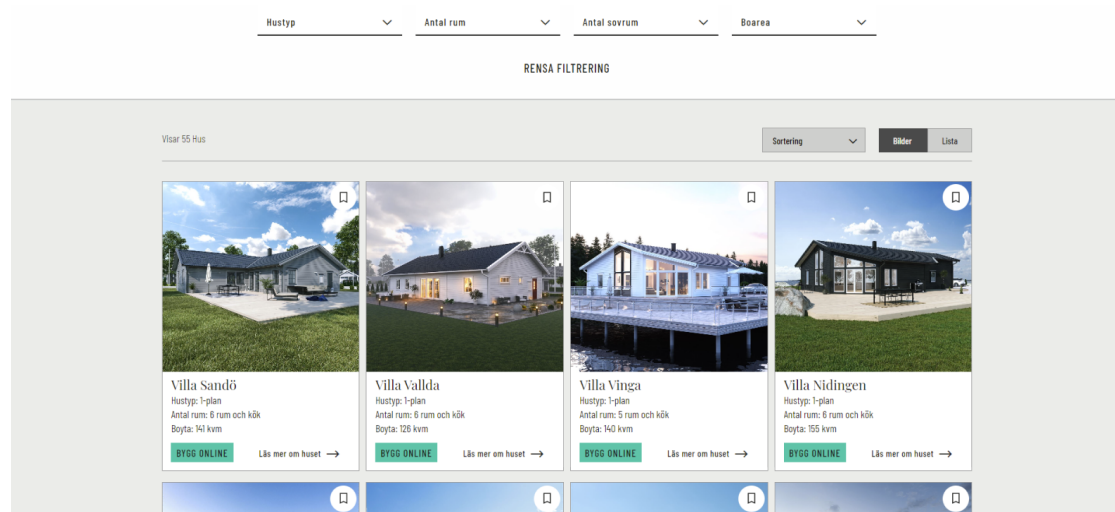 Hustyp
Antal rum
Antal sovrum
Boarea
RENSA FILTRERING
Visar 55 Hus
Sortering
Bilder
Lista
Villa Sandö
Hustyp: 1-plan
Antal rum: 6 rum och kök
Boyta: 141 kvm
BYGG ONLINE
Läs mer om huset
Villa Vallda
Hustyp: 1-plan
Antal rum: 6 rum och kök
Boyta: 126 kvm
BYGG ONLINE
Läs mer om huset
Villa Vinga
Hustyp: 1-plan
Antal rum: 5 rum och kök
Boyta: 140 kvm
BYGG ONLINE
Läs mer om huset
Villa Nidingen
Hustyp: 1-plan
Antal rum: 6 rum och kök
Boyta: 155 kvm
BYGG ONLINE
Läs mer om huset